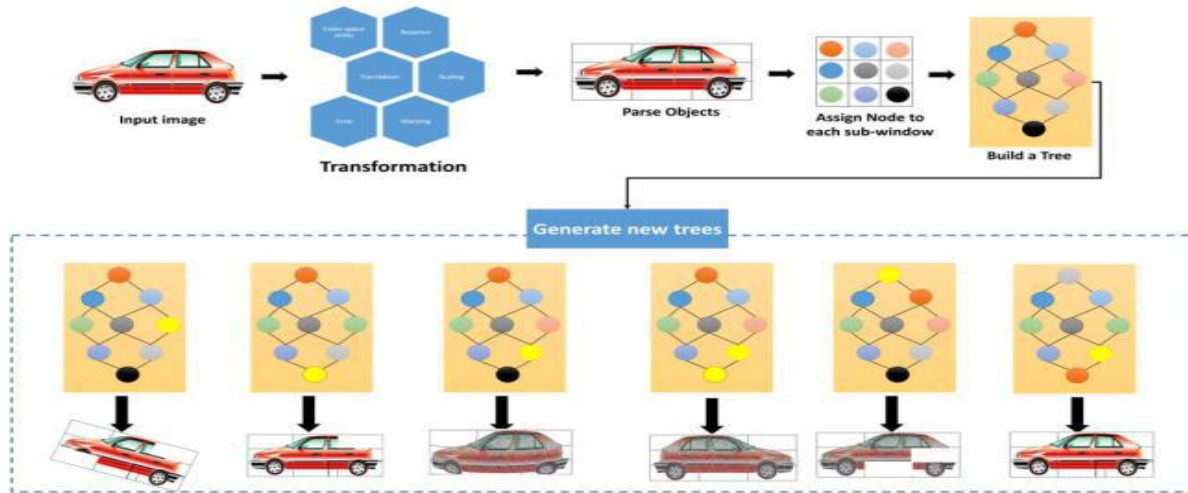 Color space
shifts
Rotation
Translation
Scaling
Crop
Input image
Transformation
Parse Objects
Assign Node to
each sub-window
Build a Tree
Generate new trees